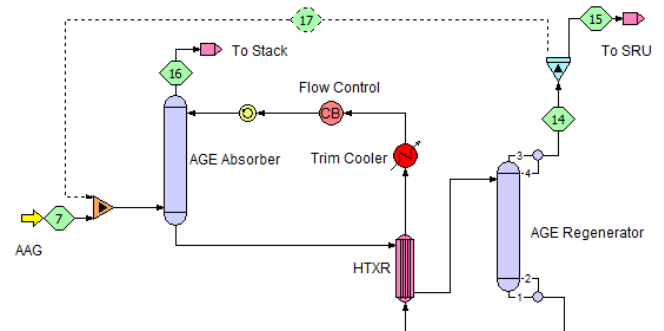 17
15
To SRU
16
To Stack
Flow Control
CB
14
AGE Absorber
Trim Cooler
3
4
7
AAG
HTXR
AGE Regenerator
2
1